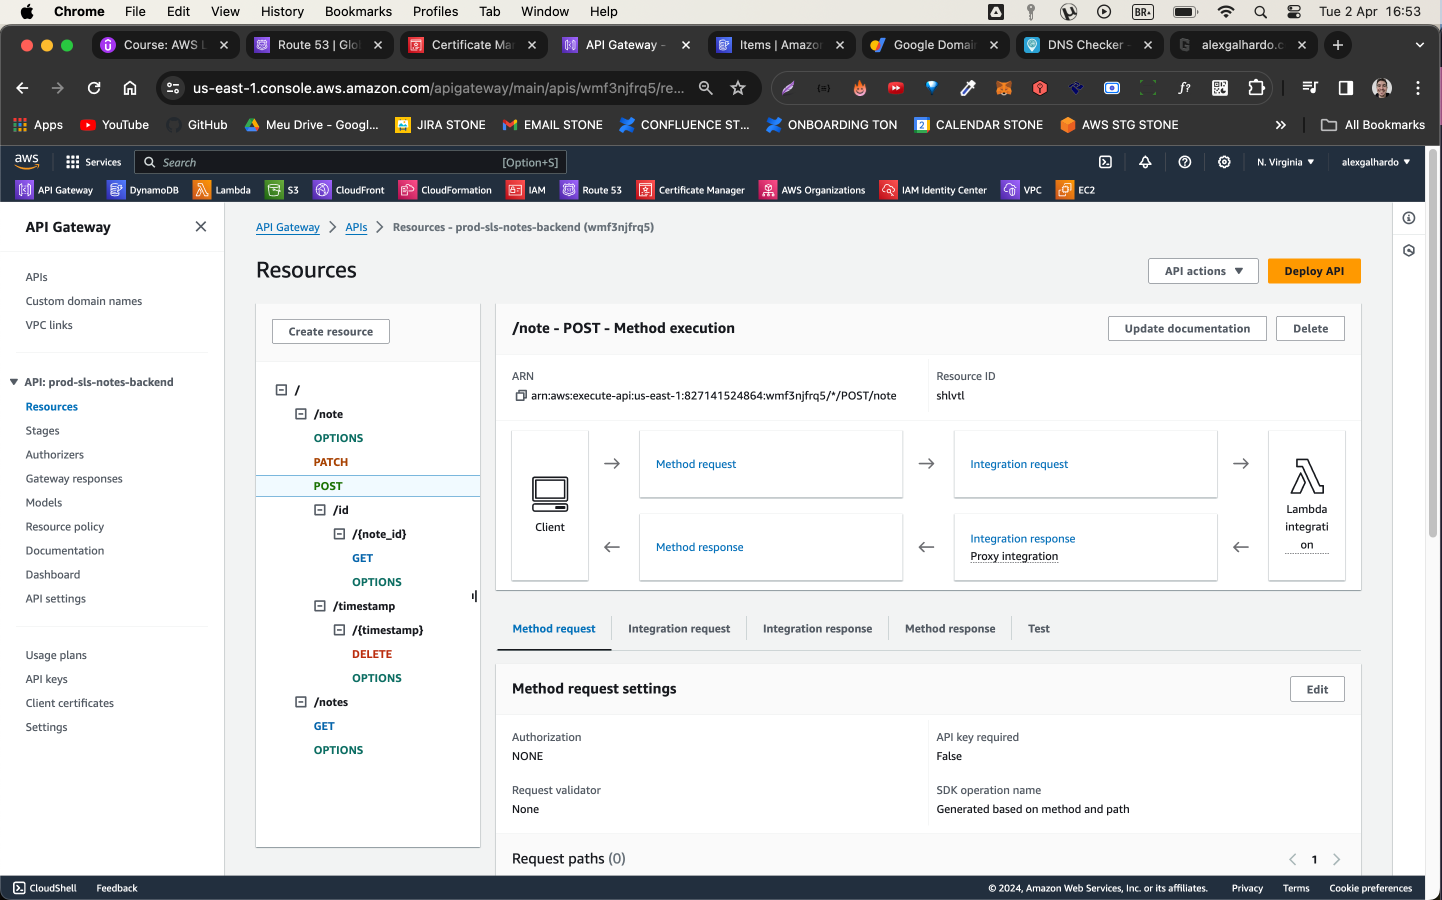 Chrome File Edit View History Bookmarks Profiles Tab Window Help BR Tue 2 Apr 16:53
Course: AWS L Route 53 | Glo Certificate Ma API Gateway - Items | Amazon Google Domai DNS Checker - alexgalhardo.c
us-east-1.console.aws.amazon.com/apigateway/main/apis/wmf3njfrq5/re...
Apps YouTube GitHub Meu Drive - Googl... JIRA STONE EMAIL STONE CONFLUENCE ST... ONBOARDING TON CALENDAR STONE AWS STG STONE All Bookmarks
aws Services Search [Option+S] N. Virginia alexgalhardo
API Gateway DynamoDB Lambda S3 CloudFront CloudFormation IAM Route 53 Certificate Manager AWS Organizations IAM Identity Center VPC EC2
API Gateway
APIs
Custom domain names
VPC links
API: prod-sls-notes-backend
Resources
Stages
Authorizers
Gateway responses
Models
Resource policy
Documentation
Dashboard
API settings
Usage plans
API keys
Client certificates
Settings
API Gateway APIs Resources - prod-sls-notes-backend (wmf3njfrq5)
Resources
API actions
Deploy API
Create resource
/
/note
OPTIONS
PATCH
POST
/id
/{note_id}
GET
OPTIONS
/timestamp
/{timestamp}
DELETE
OPTIONS
/notes
GET
OPTIONS
/note - POST - Method execution
Update documentation
Delete
ARN
arn:aws:execute-api:us-east-1:827141524864:wmf3njfrq5/*/POST/note
Resource ID
shlvtl
Client
Method request
Integration request
Lambda
integrati
on
Method response
Integration response
Proxy integration
Method request Integration request Integration response Method response Test
Method request settings
Edit
Authorization
NONE
API key required
False
Request validator
None
SDK operation name
Generated based on method and path
Request paths (0)
1
CloudShell Feedback © 2024, Amazon Web Services, Inc. or its affiliates. Privacy Terms Cookie preferences